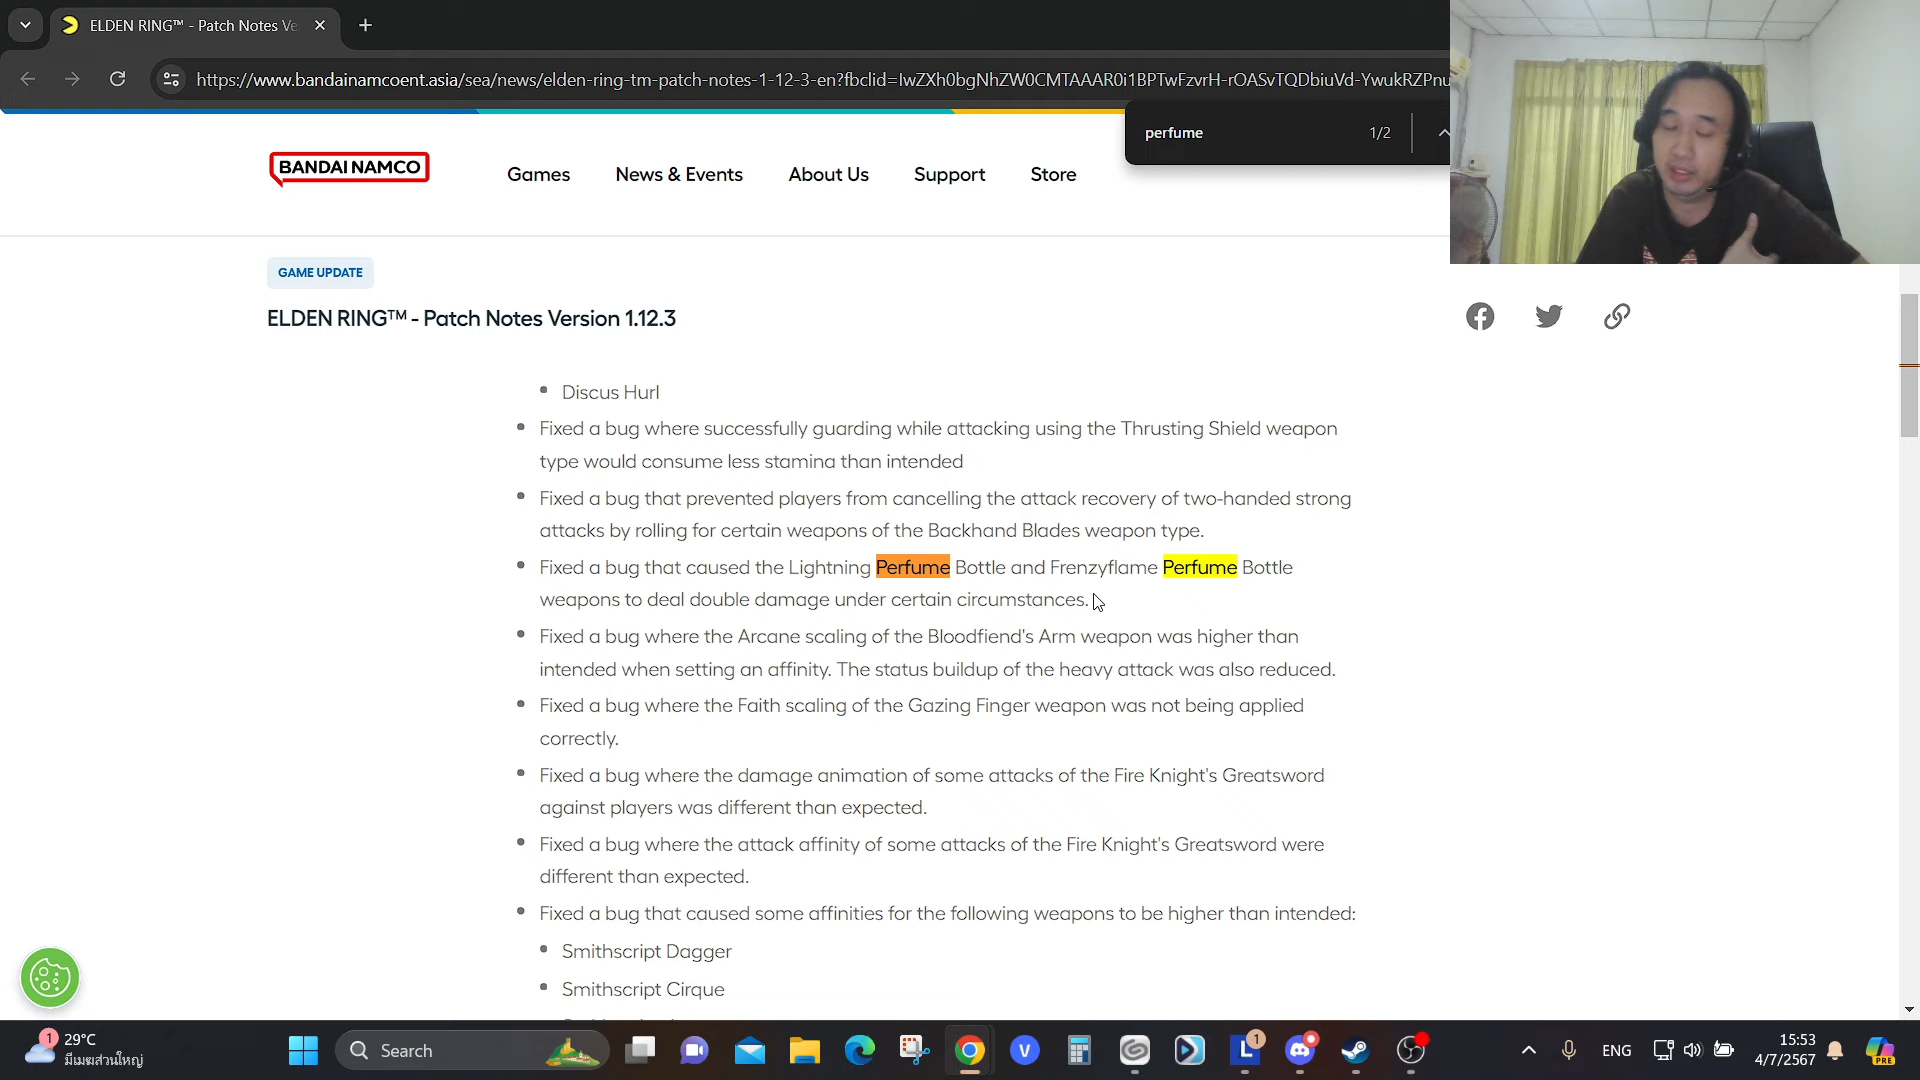 ELDEN RING™ - Patch Notes Ve
https://www.bandainamcoent.asia/sea/news/elden-ring-tm-patch-notes-1-12-3-en?fbclid=IwZXh0bgNhZW0CMTAAAR0i1BPTwFzvrH-rOASvTQDbiuVd-YwukRZPnu
perfume 1/2
BANDAI NAMCO
Games News & Events About Us Support Store
GAME UPDATE
ELDEN RING™ - Patch Notes Version 1.12.3
Discus Hurl
Fixed a bug where successfully guarding while attacking using the Thrusting Shield weapon
type would consume less stamina than intended
Fixed a bug that prevented players from cancelling the attack recovery of two-handed strong
attacks by rolling for certain weapons of the Backhand Blades weapon type.
Fixed a bug that caused the Lightning Perfume Bottle and Frenzyflame Perfume Bottle
weapons to deal double damage under certain circumstances.
Fixed a bug where the Arcane scaling of the Bloodfiend's Arm weapon was higher than
intended when setting an affinity. The status buildup of the heavy attack was also reduced.
Fixed a bug where the Faith scaling of the Gazing Finger weapon was not being applied
correctly.
Fixed a bug where the damage animation of some attacks of the Fire Knight's Greatsword
against players was different than expected.
Fixed a bug where the attack affinity of some attacks of the Fire Knight's Greatsword were
different than expected.
Fixed a bug that caused some affinities for the following weapons to be higher than intended:
Smithscript Dagger
Smithscript Cirque
1
29°C
มีเมฆส่วนใหญ่
Search
V
L
1
ENG
15:53
4/7/2567
PRE